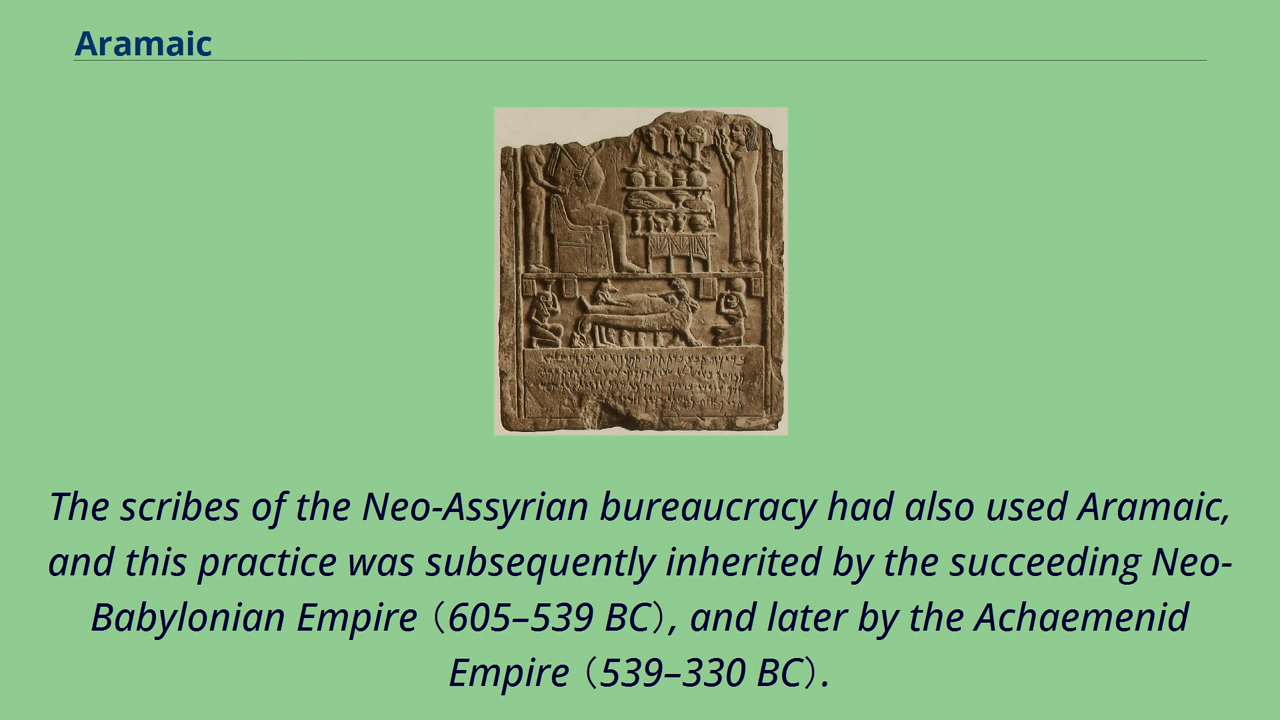 Aramaic
The scribes of the Neo-Assyrian bureaucracy had also used Aramaic,
and this practice was subsequently inherited by the succeeding Neo-
Babylonian Empire（605–539 BC）, and later by the Achaemenid
Empire（539–330 BC）.